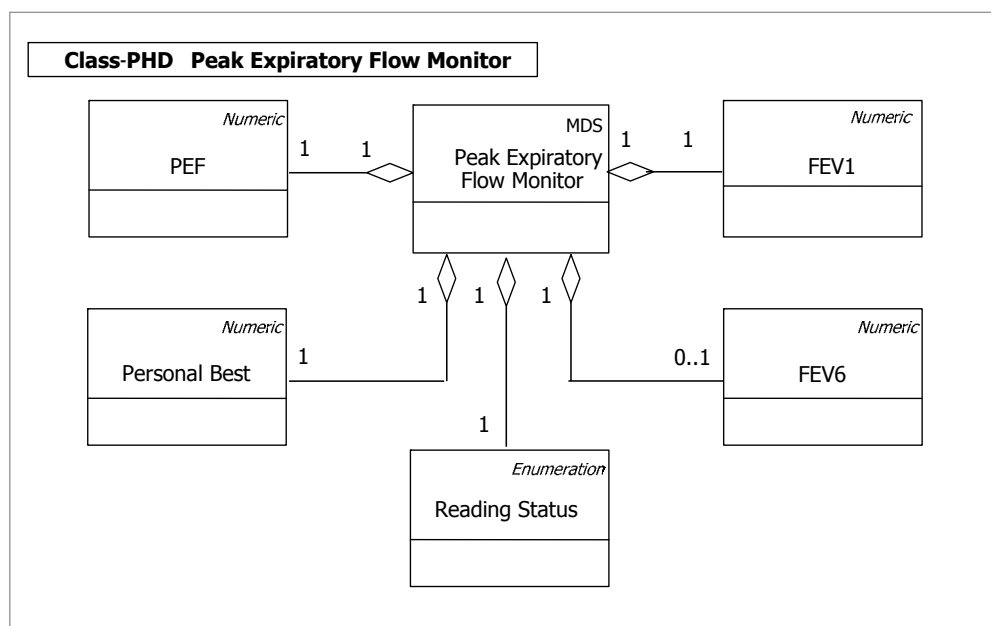 Class-PHD Peak Expiratory Flow Monitor
Numeric
PEF
1
1
MDS
Peak Expiratory
Flow Monitor
1
1
Numeric
FEV1
1
1
1
Numeric
Personal Best
1
0..1
Numeric
FEV6
1
Enumeration
Reading Status